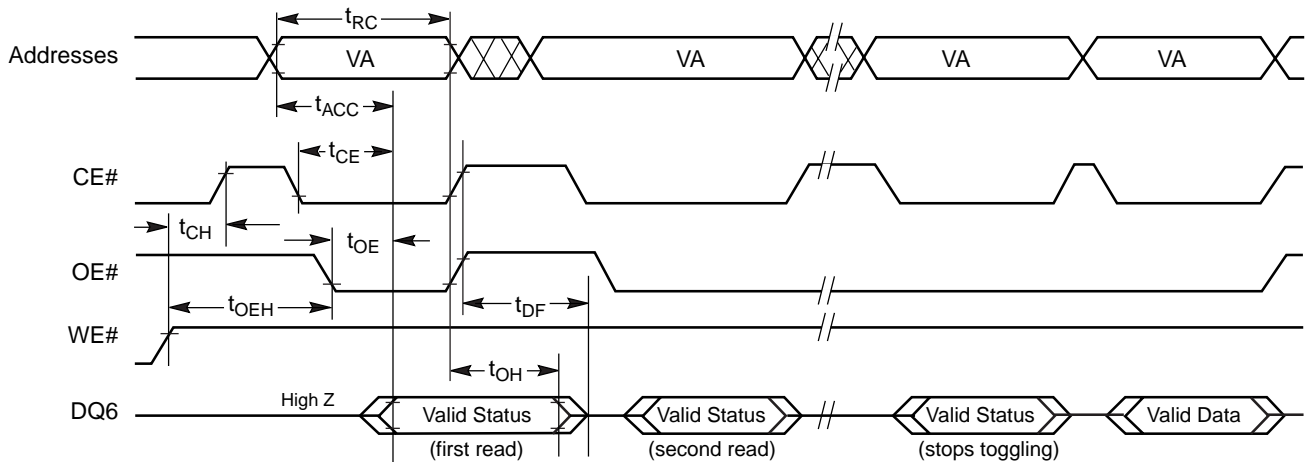 tRC
Addresses VA VA VA VA
tACC
tCE
CE#
tCH
tOE
OE#
tOEH
tDF
WE#
tOH
DQ6 High Z Valid Status Valid Status Valid Status Valid Data
(first read) (second read) (stops toggling)